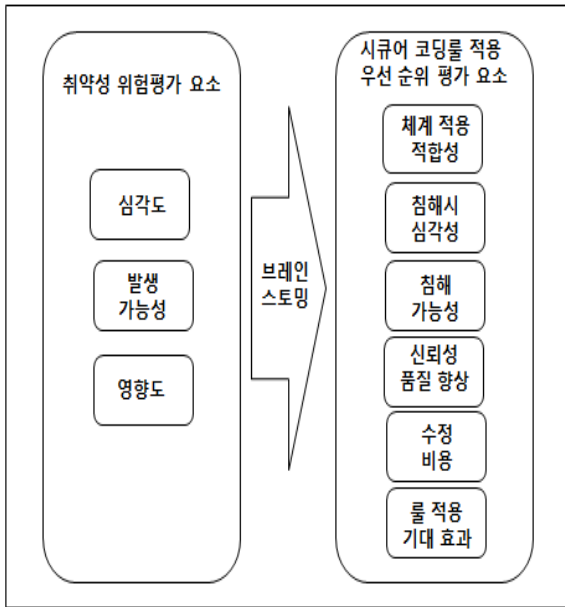 취약성 위험평가 요소
심각도
발생
가능성
영향도
브레인
스토밍
시큐어 코딩룰 적용
우선 순위 평가 요소
체계 적용
적합성
침해시
심각성
침해
가능성
신뢰성
품질 향상
수정
비용
룰 적용
기대 효과